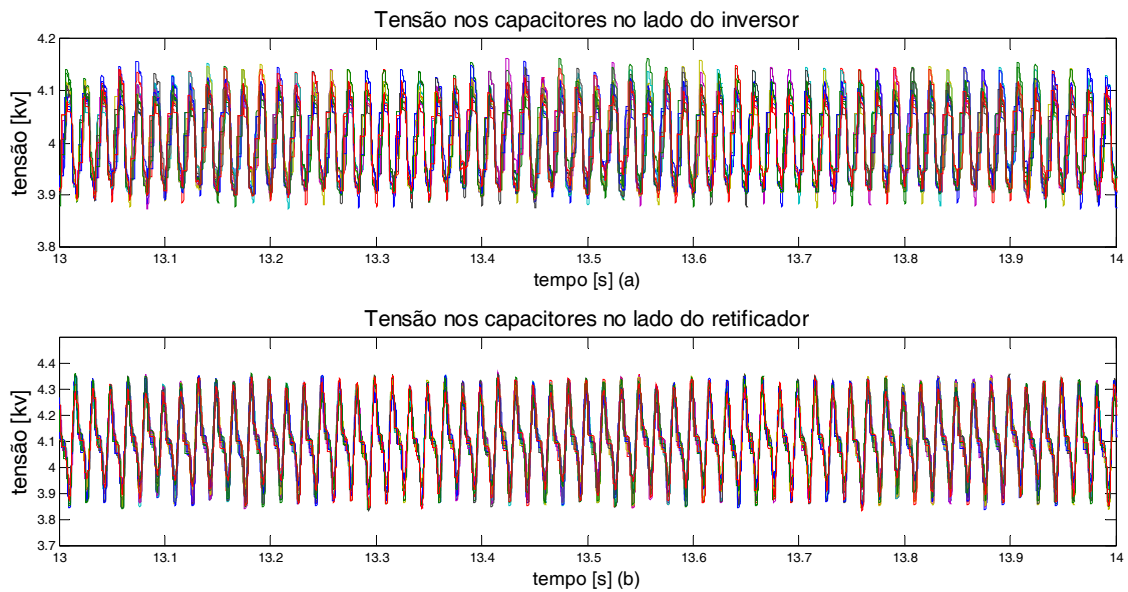 Tensão nos capacitores no lado do inversor
4.2
4.1
4
3.9
3.8
tensão [kv]
13 13.1 13.2 13.3 13.4 13.5 13.6 13.7 13.8 13.9 14
tempo [s] (a)
Tensão nos capacitores no lado do retificador
4.4
4.3
4.2
4.1
4
3.9
3.8
3.7
tensão [kv]
13 13.1 13.2 13.3 13.4 13.5 13.6 13.7 13.8 13.9 14
tempo [s] (b)